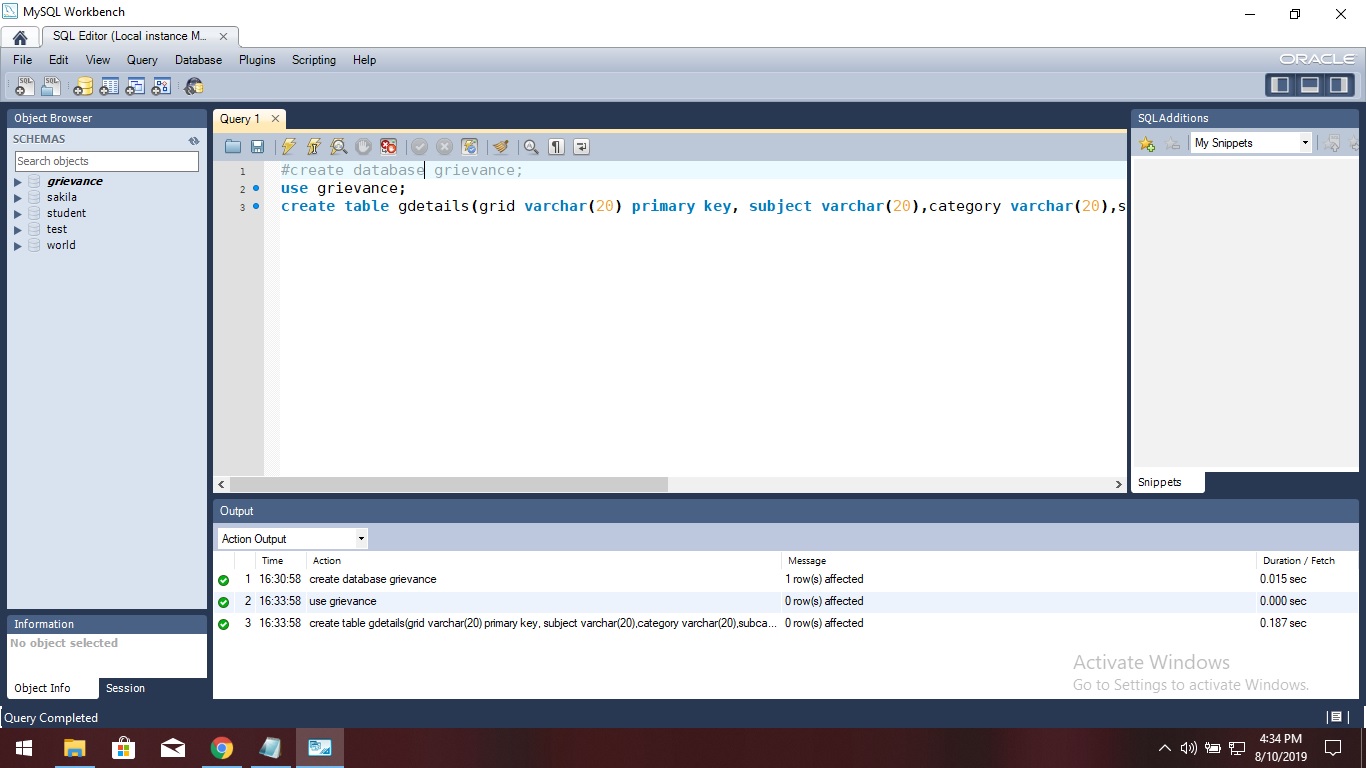 MySQL Workbench
SQL Editor (Local instance M...
File Edit View Query Database Plugins Scripting Help
ORACLE
Object Browser
SCHEMAS
Search objects
grievance
sakila
student
test
world
Information
No object selected
Object Info Session
Query 1
1 #create database grievance;
2 use grievance;
3 create table gdetails(grid varchar(20) primary key, subject varchar(20),category varchar(20),s
SQLAdditions
My Snippets
Snippets
Output
Action Output
Time Action Message Duration / Fetch
1 16:30:58 create database grievance 1 row(s) affected 0.015 sec
2 16:33:58 use grievance 0 row(s) affected 0.000 sec
3 16:33:58 create table gdetails(grid varchar(20) primary key, subject varchar(20),category varchar(20),subca... 0 row(s) affected 0.187 sec
Activate Windows
Go to Settings to activate Windows.
Query Completed
4:34 PM
8/10/2019